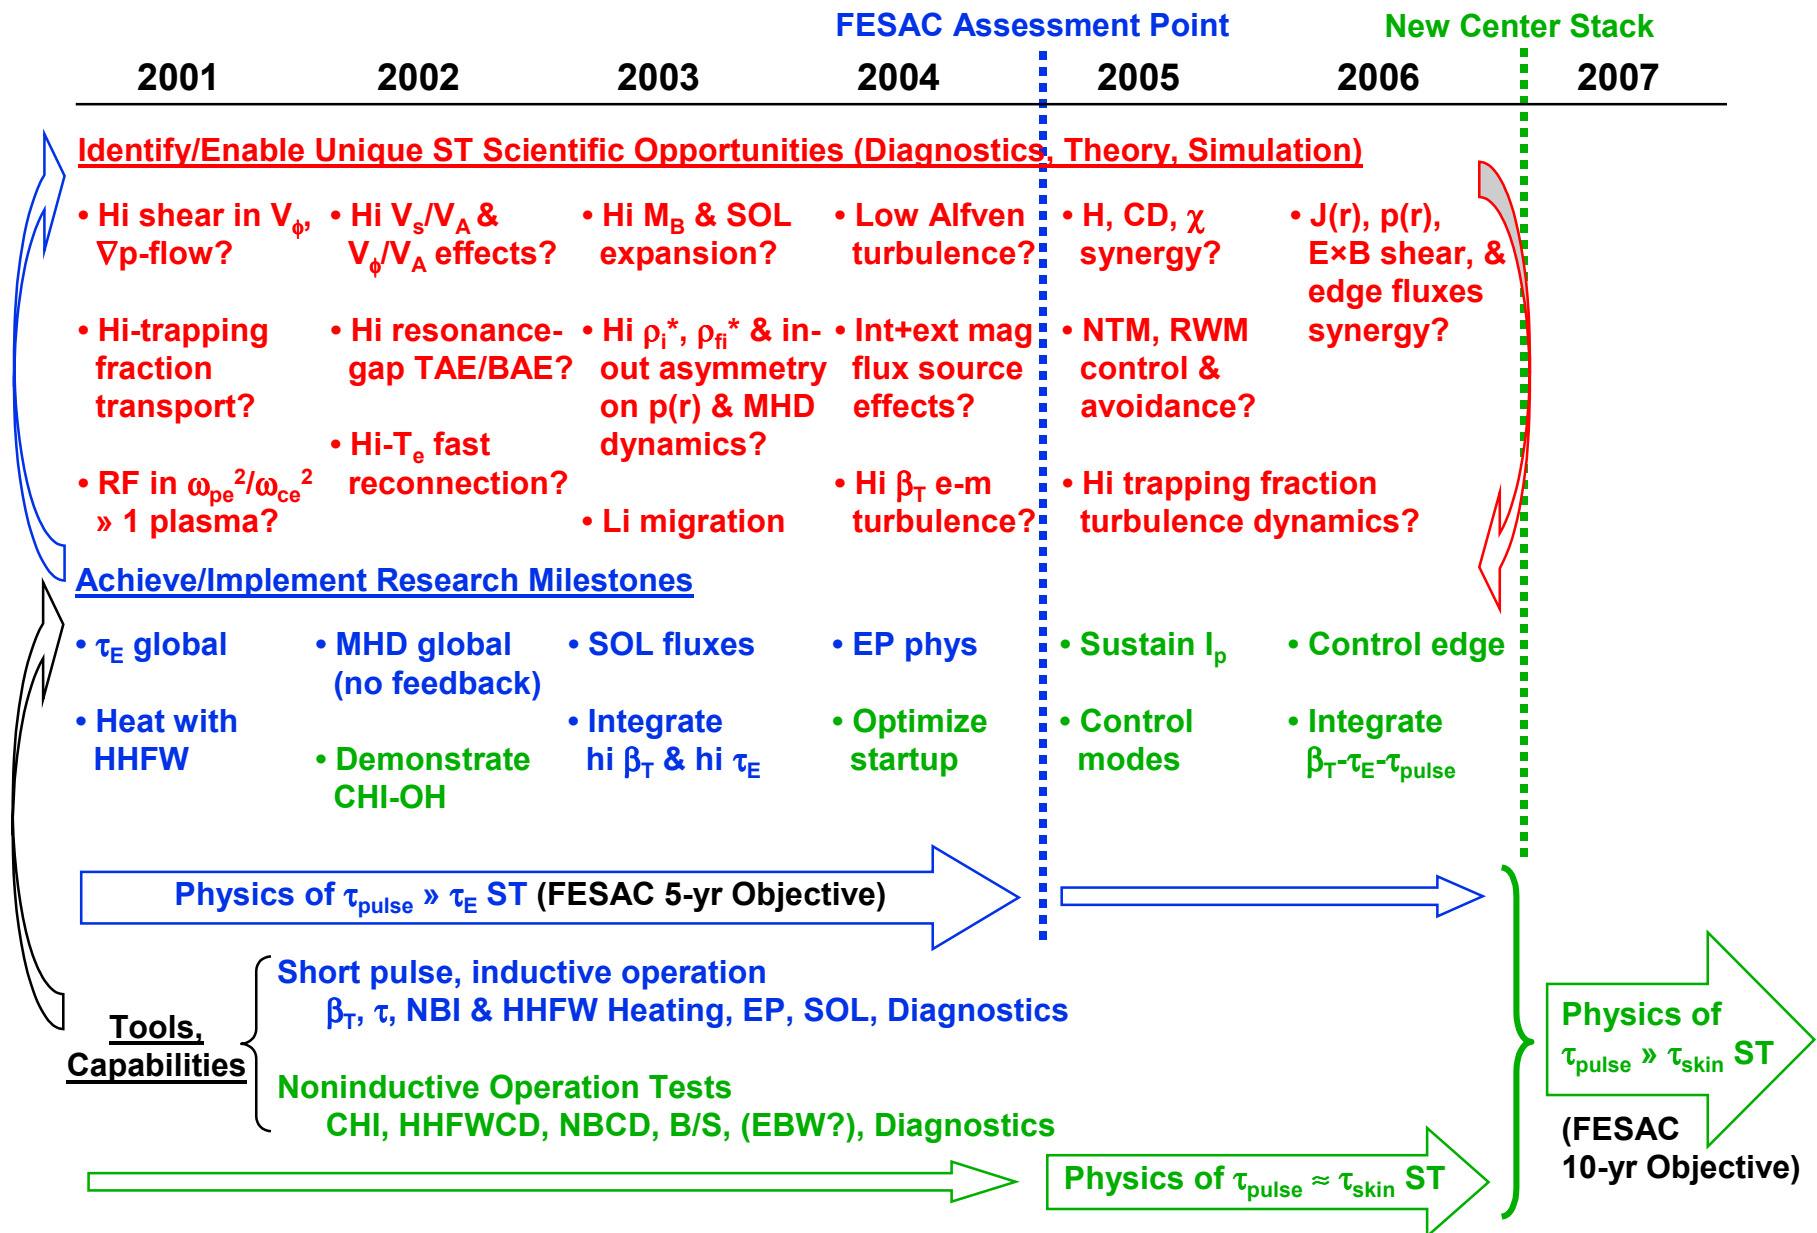 FESAC Assessment Point
New Center Stack
2001 2002 2003 2004 2005 2006 2007
Identify/Enable Unique ST Scientific Opportunities (Diagnostics, Theory, Simulation)
• Hi shear in Vϕ,
∇p-flow?
• Hi-trapping
fraction
transport?
• RF in ωpe²/ωce²
» 1 plasma?
• Hi Vs/VA &
Vϕ/VA effects?
• Hi resonance-
gap TAE/BAE?
• Hi-Te fast
reconnection?
• Hi MB & SOL
expansion?
• Hi ρi*, ρfi* & in-
out asymmetry
on p(r) & MHD
dynamics?
• Li migration
• Low Alfven
turbulence?
• Int+ext mag
flux source
effects?
• Hi βT e-m
turbulence?
• H, CD, χ
synergy?
• NTM, RWM
control &
avoidance?
• Hi trapping fraction
turbulence dynamics?
• J(r), p(r),
E×B shear, &
edge fluxes
synergy?
Achieve/Implement Research Milestones
• τE global
• Heat with
HHFW
• MHD global
(no feedback)
• Demonstrate
CHI-OH
• SOL fluxes
• Integrate
hi βT & hi τE
• EP phys
• Optimize
startup
• Sustain Ip
• Control
modes
• Control edge
• Integrate
βT-τE-τpulse
Physics of τpulse » τE ST (FESAC 5-yr Objective)
Tools,
Capabilities
Short pulse, inductive operation
βT, τ, NBI & HHFW Heating, EP, SOL, Diagnostics
Noninductive Operation Tests
CHI, HHFWCD, NBCD, B/S, (EBW?), Diagnostics
Physics of τpulse ≈ τskin ST
Physics of
τpulse » τskin ST
(FESAC
10-yr Objective)